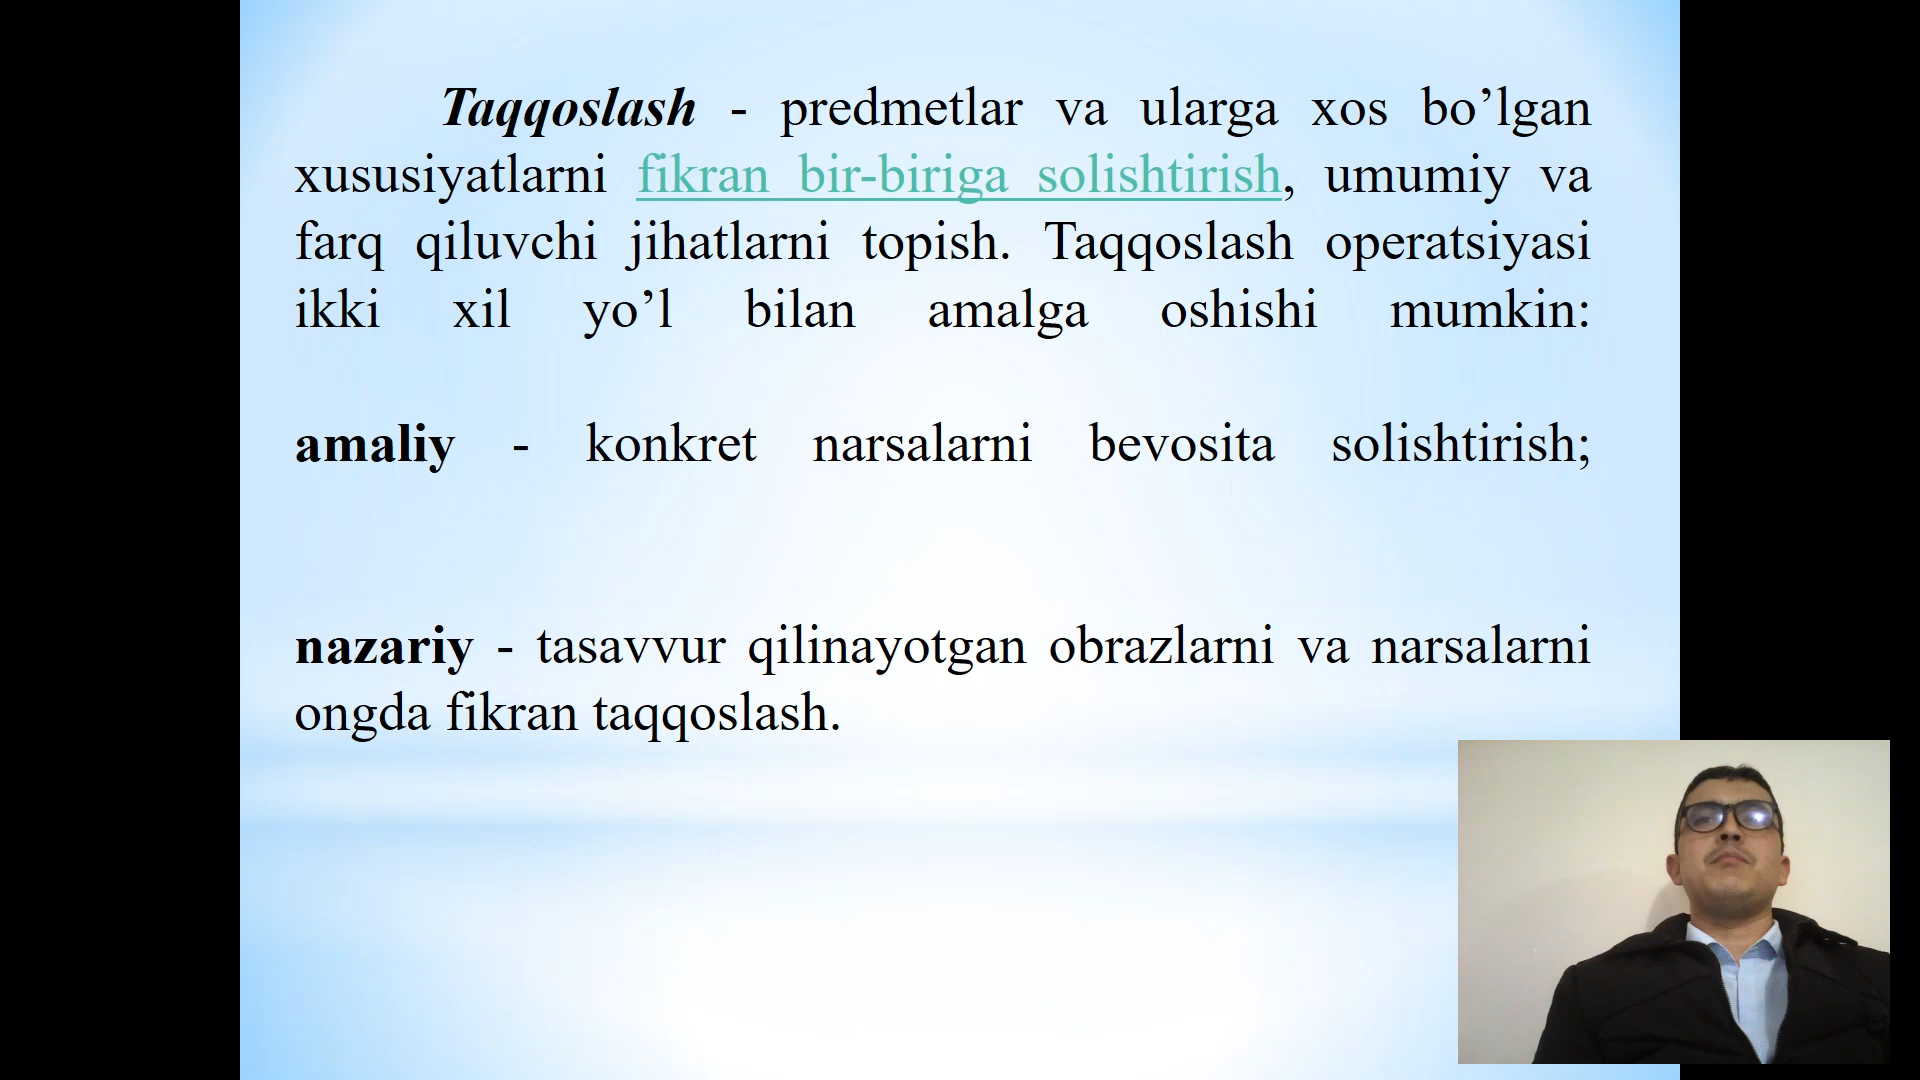 Taqqoslash - predmetlar va ularga xos bo’lgan
xususiyatlarni fikran bir-biriga solishtirish, umumiy va
farq qiluvchi jihatlarni topish. Taqqoslash operatsiyasi
ikki xil yo’l bilan amalga oshishi mumkin:
amaliy - konkret narsalarni bevosita solishtirish;
nazariy - tasavvur qilinayotgan obrazlarni va narsalarni
ongda fikran taqqoslash.